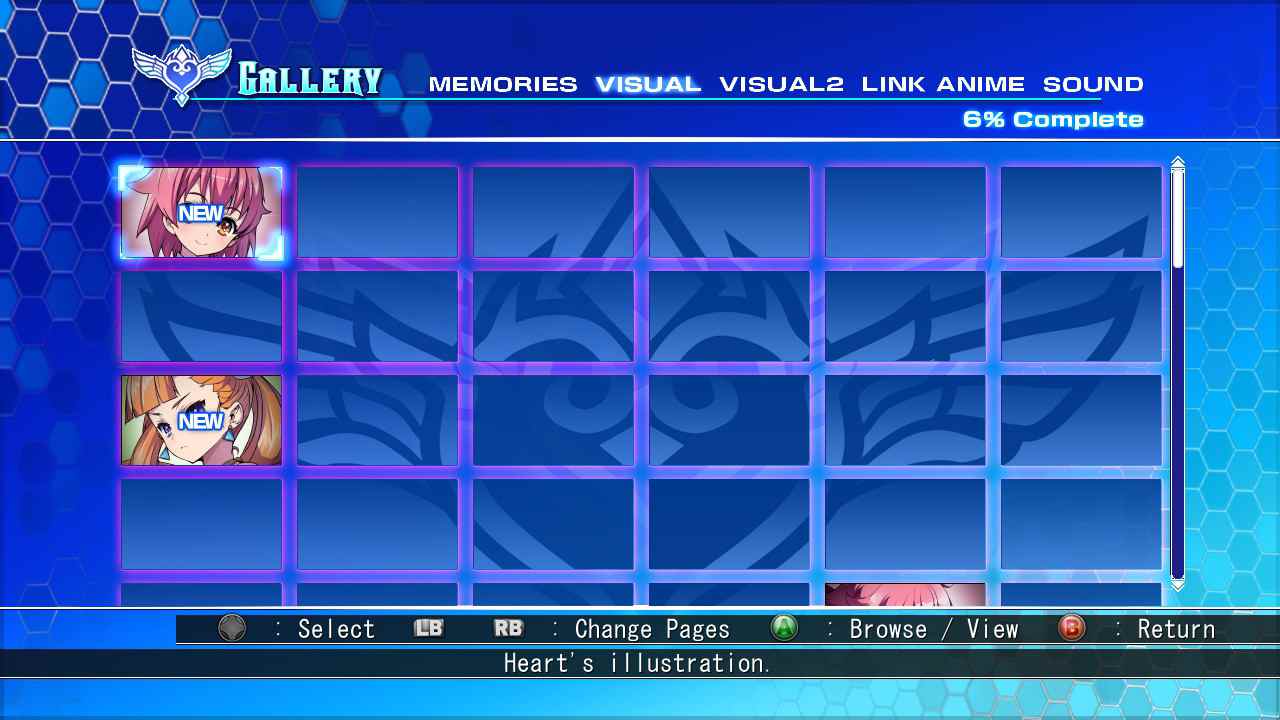 GALLERY MEMORIES VISUAL VISUAL2 LINK ANIME SOUND
6% Complete
NEW
NEW
: Select LB RB : Change Pages A : Browse / View B : Return
Heart's illustration.